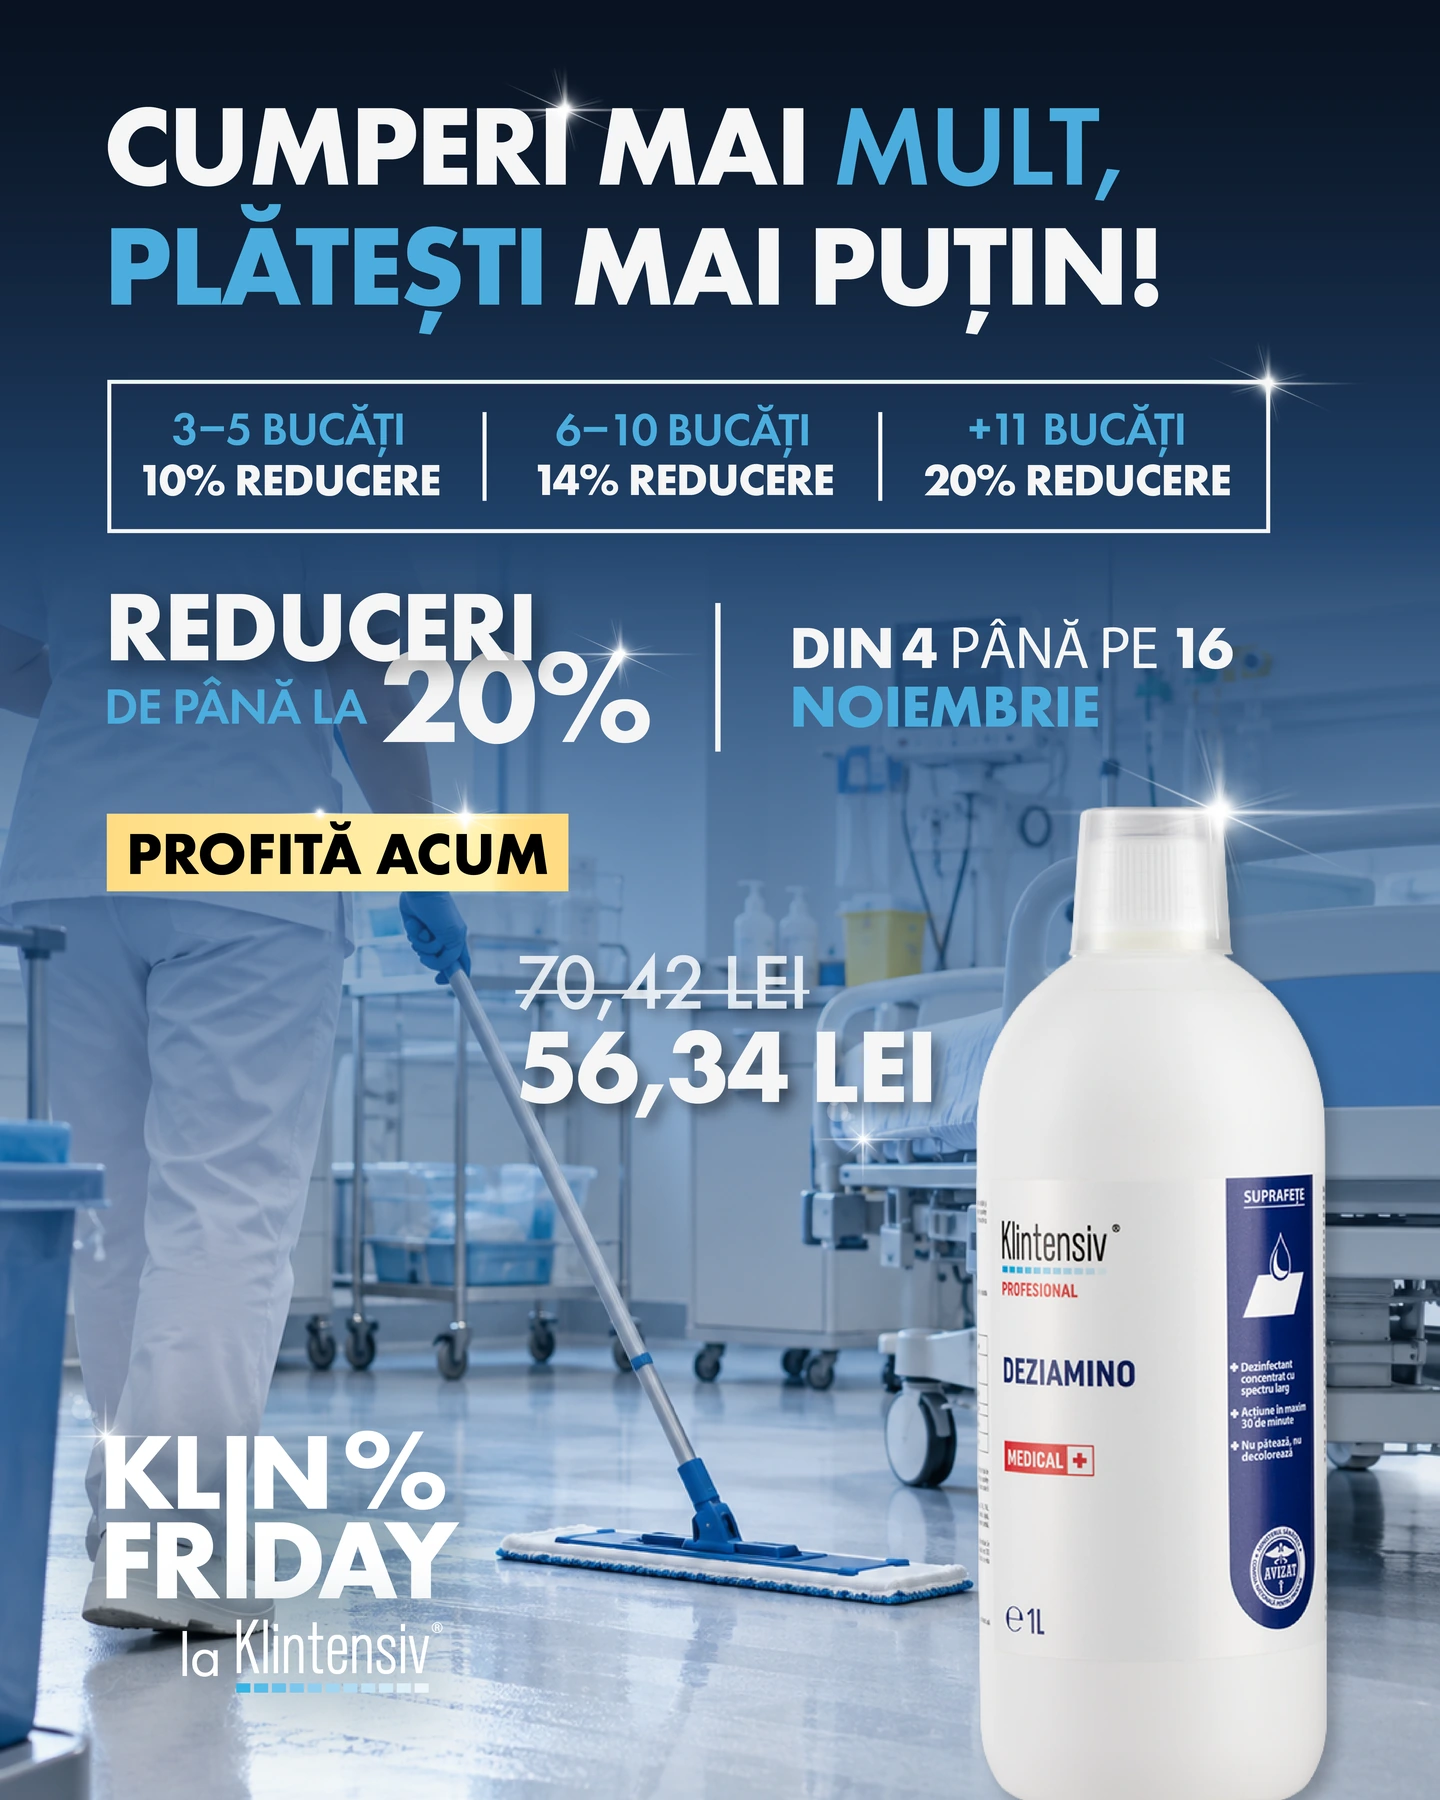 CUMPERI MAI MULT,
PLĂTEȘTI MAI PUȚIN!
3–5 BUCĂȚI
10% REDUCERE
6–10 BUCĂȚI
14% REDUCERE
+11 BUCĂȚI
20% REDUCERE
REDUCERI
DE PÂNĂ LA 20%
DIN 4 PÂNĂ PE 16
NOIEMBRIE
PROFITĂ ACUM
70,42 LEI
56,34 LEI
SUPRAFEȚE
Klintensiv®
PROFESIONAL
DEZIAMINO
MEDICAL
+ Dezinfectant
concentrat cu
spectru larg
+ Acțiune în maxim
30 de minute
+ Nu pătează, nu
decolorează
AVIZAT
℮ 1L
KLIN %
FRIDAY
la Klintensiv®